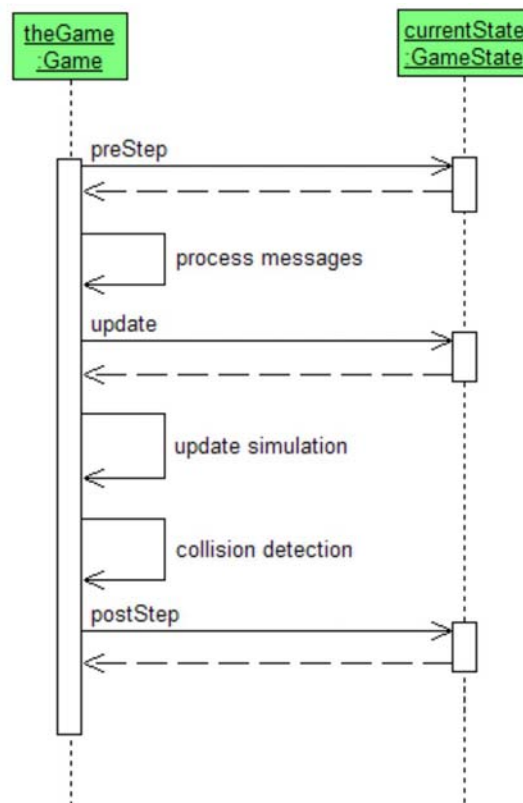 theGame
:Game
currentState
:GameState
preStep
process messages
update
update simulation
collision detection
postStep